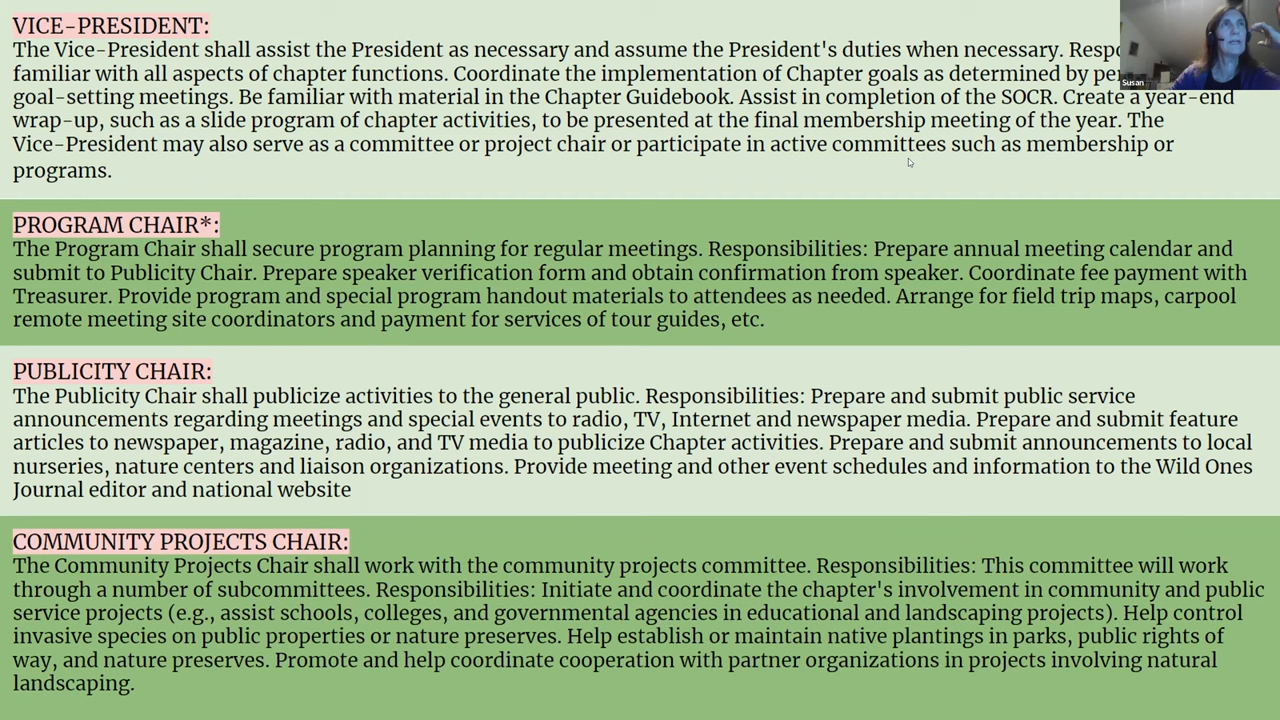 VICE-PRESIDENT:
The Vice-President shall assist the President as necessary and assume the President's duties when necessary.
familiar with all aspects of chapter functions. Coordinate the implementation of Chapter goals as determined by
goal-setting meetings. Be familiar with material in the Chapter Guidebook. Assist in completion of the SOCR. Create a year-end
wrap-up, such as a slide program of chapter activities, to be presented at the final membership meeting of the year. The
Vice-President may also serve as a committee or project chair or participate in active committees such as membership or
programs.
Susan
PROGRAM CHAIR*:
The Program Chair shall secure program planning for regular meetings. Responsibilities: Prepare annual meeting calendar and
submit to Publicity Chair. Prepare speaker verification form and obtain confirmation from speaker. Coordinate fee payment with
Treasurer. Provide program and special program handout materials to attendees as needed. Arrange for field trip maps, carpool
remote meeting site coordinators and payment for services of tour guides, etc.
PUBLICITY CHAIR:
The Publicity Chair shall publicize activities to the general public. Responsibilities: Prepare and submit public service
announcements regarding meetings and special events to radio, TV, Internet and newspaper media. Prepare and submit feature
articles to newspaper, magazine, radio, and TV media to publicize Chapter activities. Prepare and submit announcements to local
nurseries, nature centers and liaison organizations. Provide meeting and other event schedules and information to the Wild Ones
Journal editor and national website
COMMUNITY PROJECTS CHAIR:
The Community Projects Chair shall work with the community projects committee. Responsibilities: This committee will work
through a number of subcommittees. Responsibilities: Initiate and coordinate the chapter's involvement in community and public
service projects (e.g., assist schools, colleges, and governmental agencies in educational and landscaping projects). Help control
invasive species on public properties or nature preserves. Help establish or maintain native plantings in parks, public rights of
way, and nature preserves. Promote and help coordinate cooperation with partner organizations in projects involving natural
landscaping.